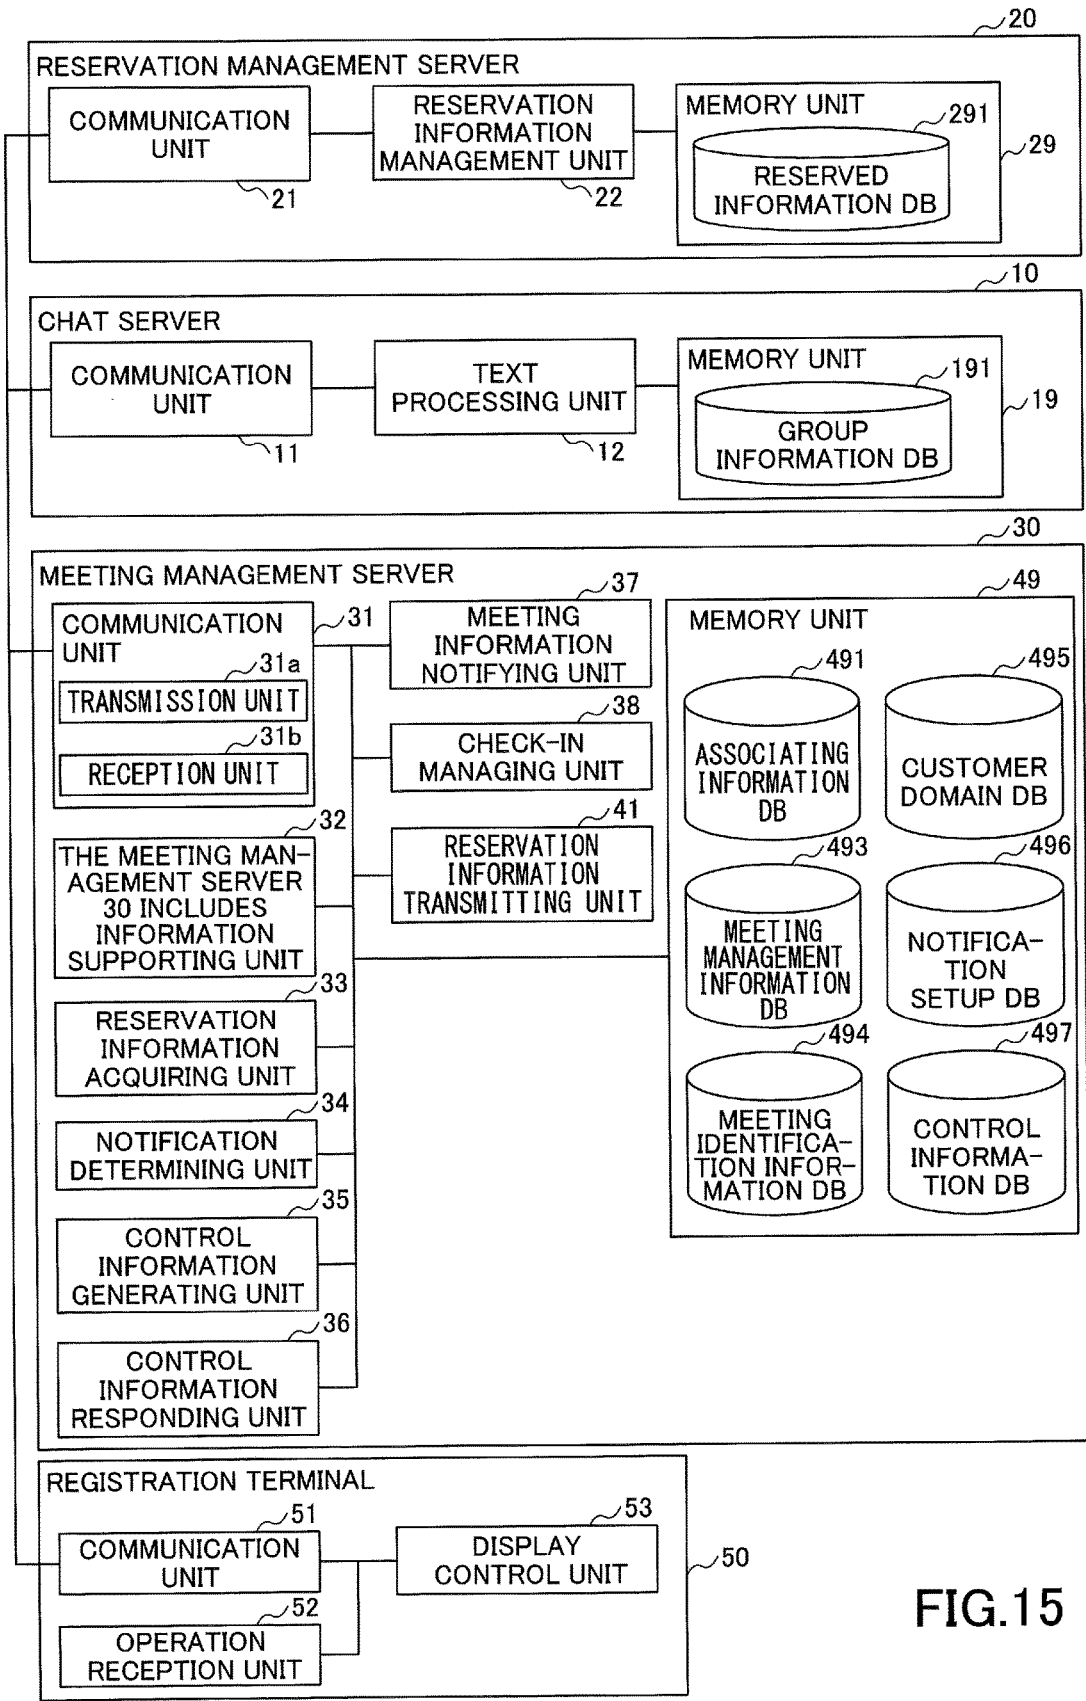 20
RESERVATION MANAGEMENT SERVER
COMMUNICATION
UNIT
21
RESERVATION
INFORMATION
MANAGEMENT UNIT
22
MEMORY UNIT
291
RESERVED
INFORMATION DB
29
10
CHAT SERVER
COMMUNICATION
UNIT
11
TEXT
PROCESSING UNIT
12
MEMORY UNIT
191
GROUP
INFORMATION DB
19
30
MEETING MANAGEMENT SERVER
COMMUNICATION
UNIT
31
31a
TRANSMISSION UNIT
31b
RECEPTION UNIT
32
THE MEETING MAN-
AGEMENT SERVER
30 INCLUDES
INFORMATION
SUPPORTING UNIT
33
RESERVATION
INFORMATION
ACQUIRING UNIT
34
NOTIFICATION
DETERMINING UNIT
35
CONTROL
INFORMATION
GENERATING UNIT
36
CONTROL
INFORMATION
RESPONDING UNIT
37
MEETING
INFORMATION
NOTIFYING UNIT
38
CHECK-IN
MANAGING UNIT
41
RESERVATION
INFORMATION
TRANSMITTING UNIT
49
MEMORY UNIT
491
ASSOCIATING
INFORMATION
DB
495
CUSTOMER
DOMAIN DB
493
MEETING
MANAGEMENT
INFORMATION
DB
496
NOTIFICA-
TION
SETUP DB
494
MEETING
IDENTIFICA-
TION INFOR-
MATION DB
497
CONTROL
INFORMA-
TION DB
REGISTRATION TERMINAL
51
COMMUNICATION
UNIT
52
OPERATION
RECEPTION UNIT
53
DISPLAY
CONTROL UNIT
50
FIG.15